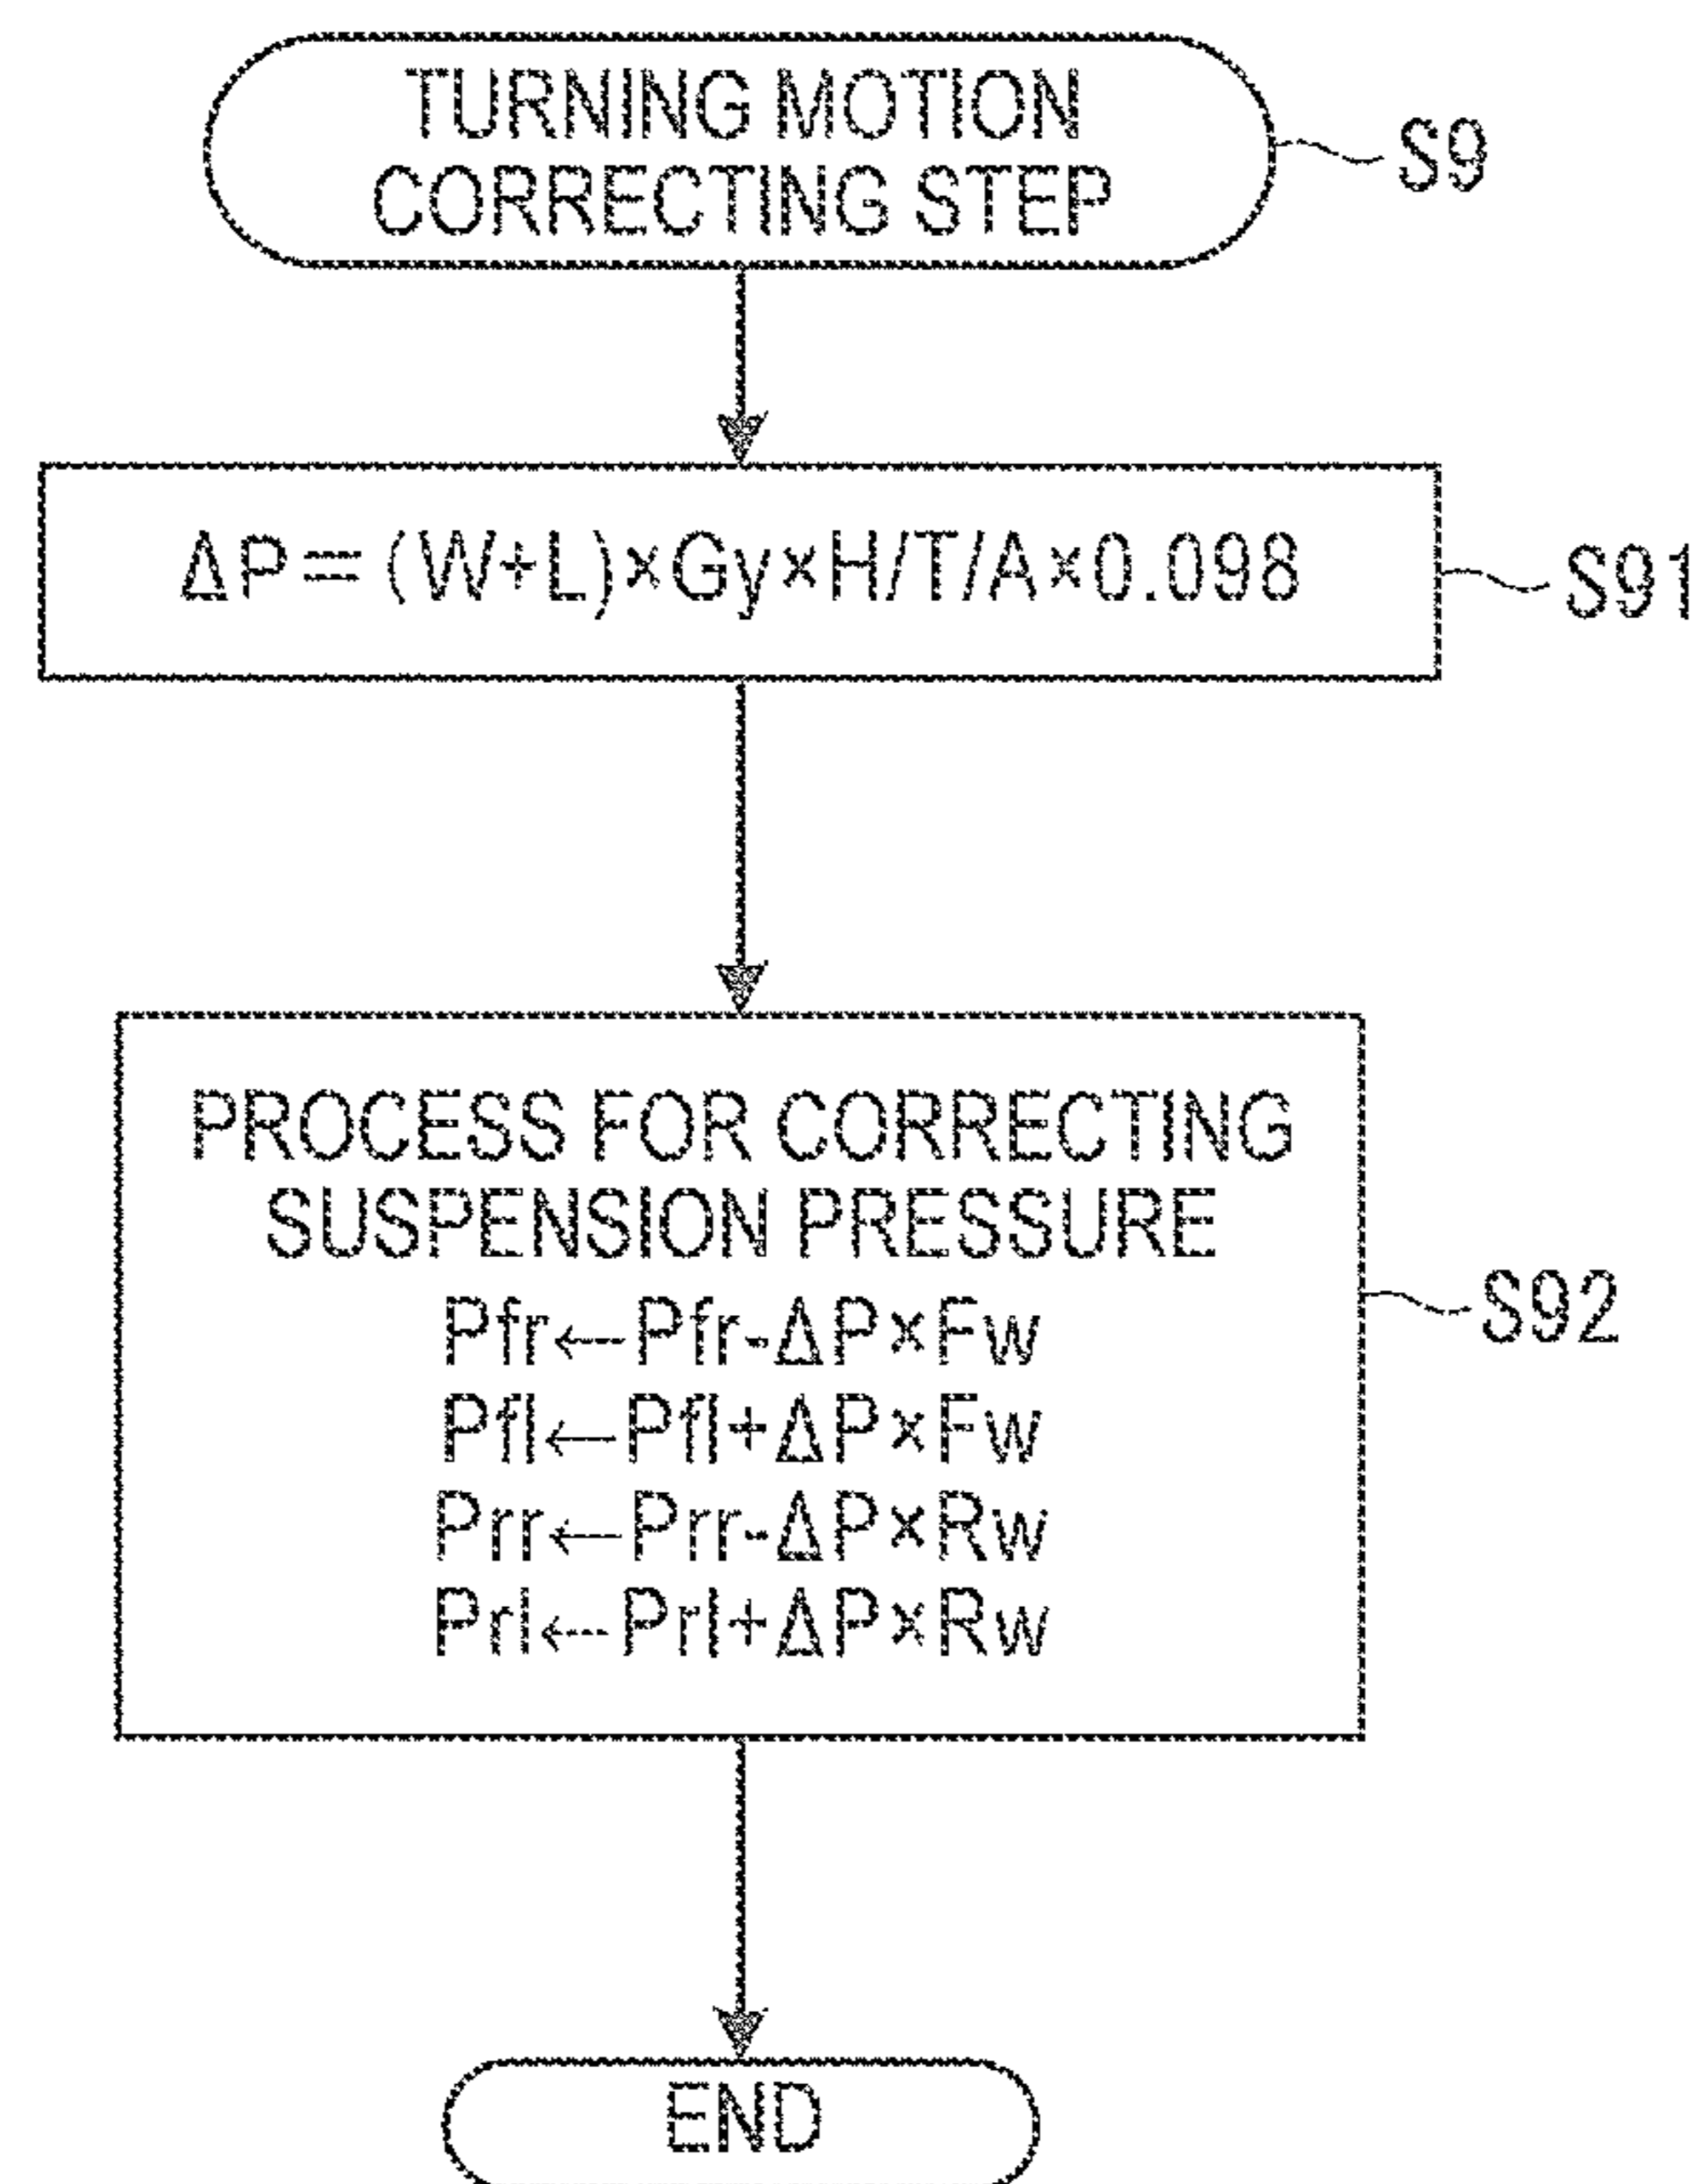 TURNING MOTION
CORRECTING STEP
S9
ΔP=(W+L)×Gy×H/T/A×0.098
S91
PROCESS FOR CORRECTING
SUSPENSION PRESSURE
Pfr←Pfr-ΔP×Fw
Pfl←Pfl+ΔP×Fw
Prr←Prr-ΔP×Rw
Prl←Prl+ΔP×Rw
S92
END